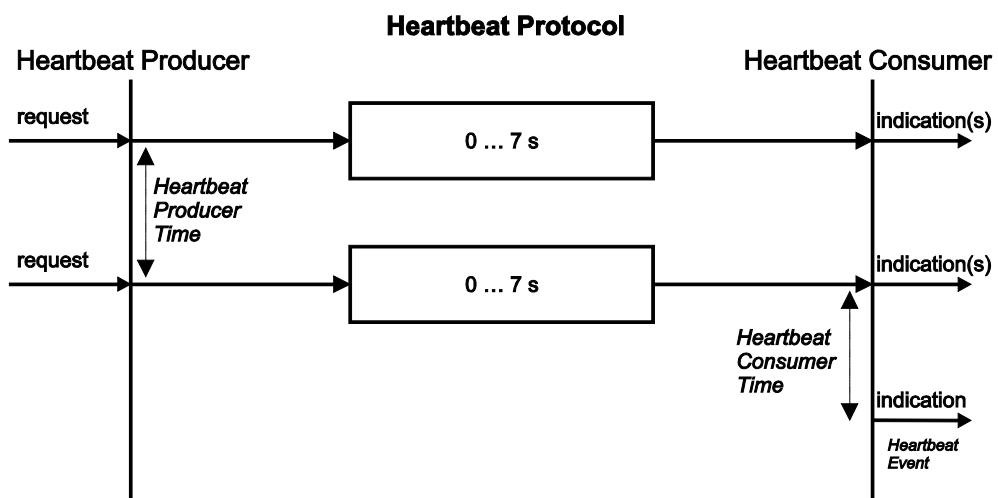 Heartbeat Protocol
Heartbeat Producer
Heartbeat Consumer
request
0 ... 7 s
indication(s)
Heartbeat
Producer
Time
request
0 ... 7 s
indication(s)
Heartbeat
Consumer
Time
indication
Heartbeat
Event